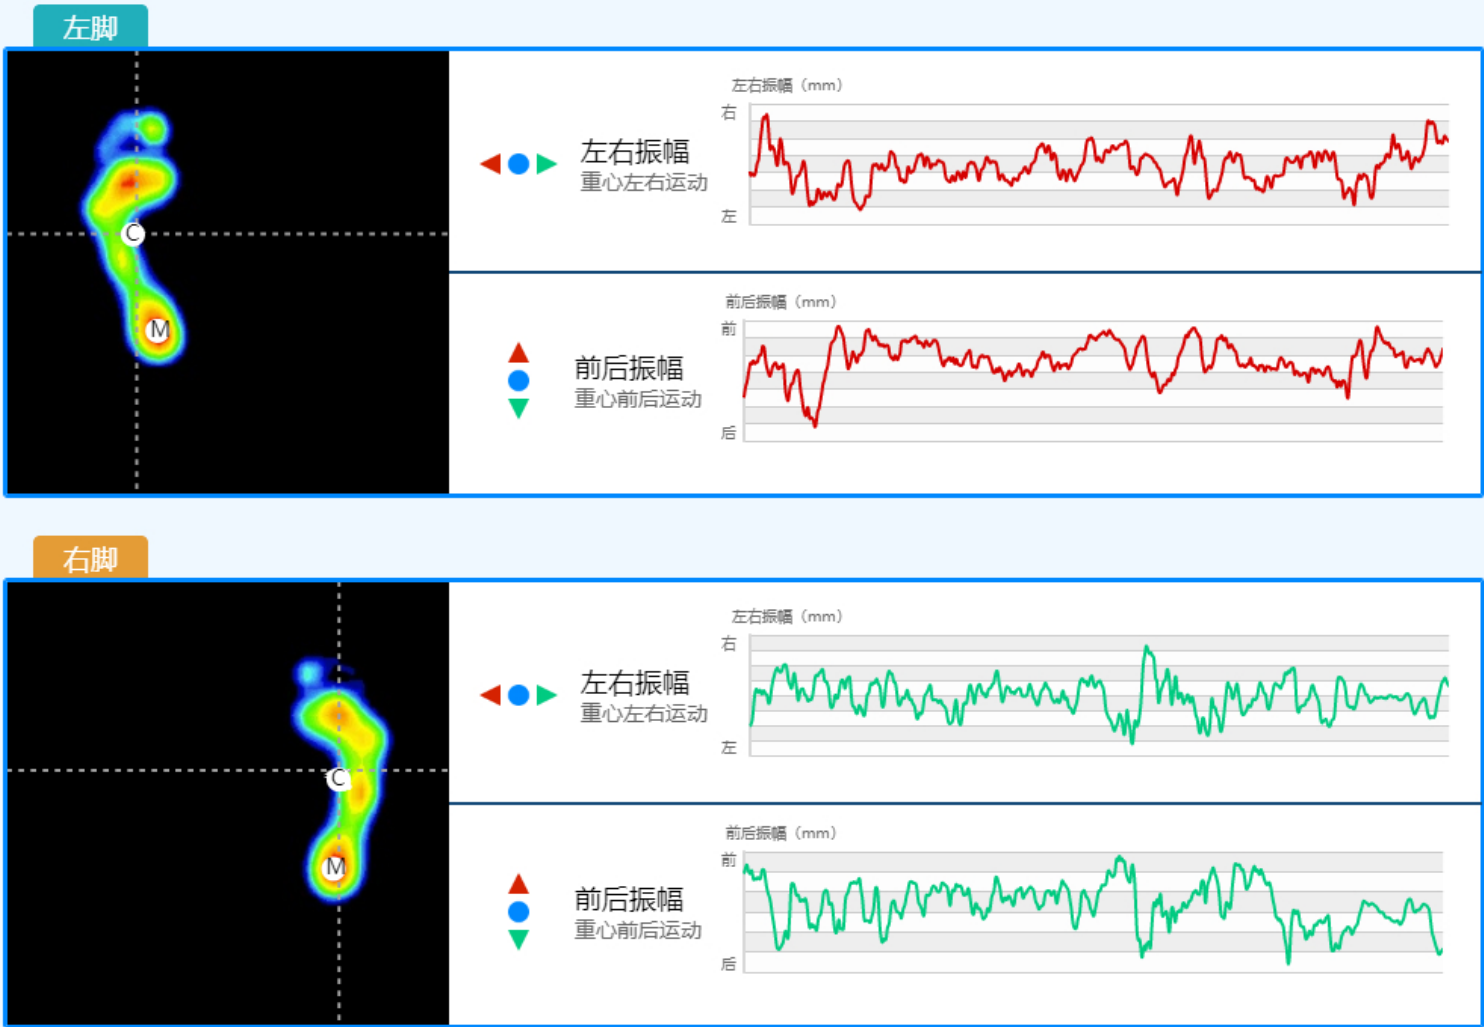 左脚
左右振幅（mm）
右
左右振幅
重心左右运动
左
C
M
前后振幅（mm）
前
前后振幅
重心前后运动
后
右脚
左右振幅（mm）
右
左右振幅
重心左右运动
左
C
M
前后振幅（mm）
前
前后振幅
重心前后运动
后